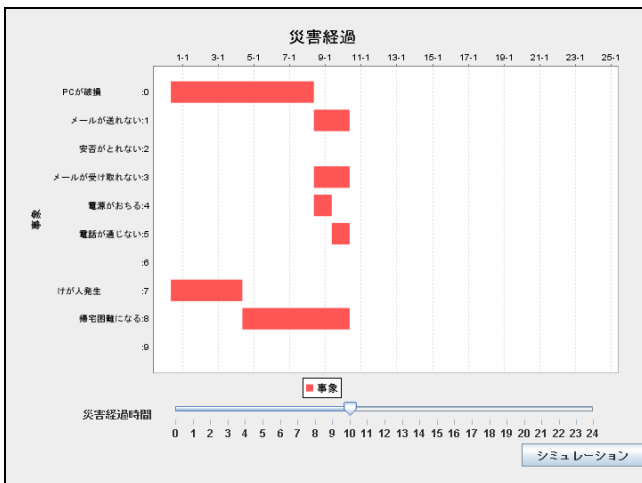 災害経過
1-1 3-1 5-1 7-1 9-1 11-1 13-1 15-1 17-1 19-1 21-1 23-1 25-1
PCが破損 :0
メールが送れない:1
安否がとれない:2
メールが受け取れない:3
電源がおちる:4
電話が通じない:5
:6
けが人発生 :7
帰宅困難になる:8
:9
事象
災害経過時間
0 1 2 3 4 5 6 7 8 9 10 11 12 13 14 15 16 17 18 19 20 21 22 23 24
シミュレーション